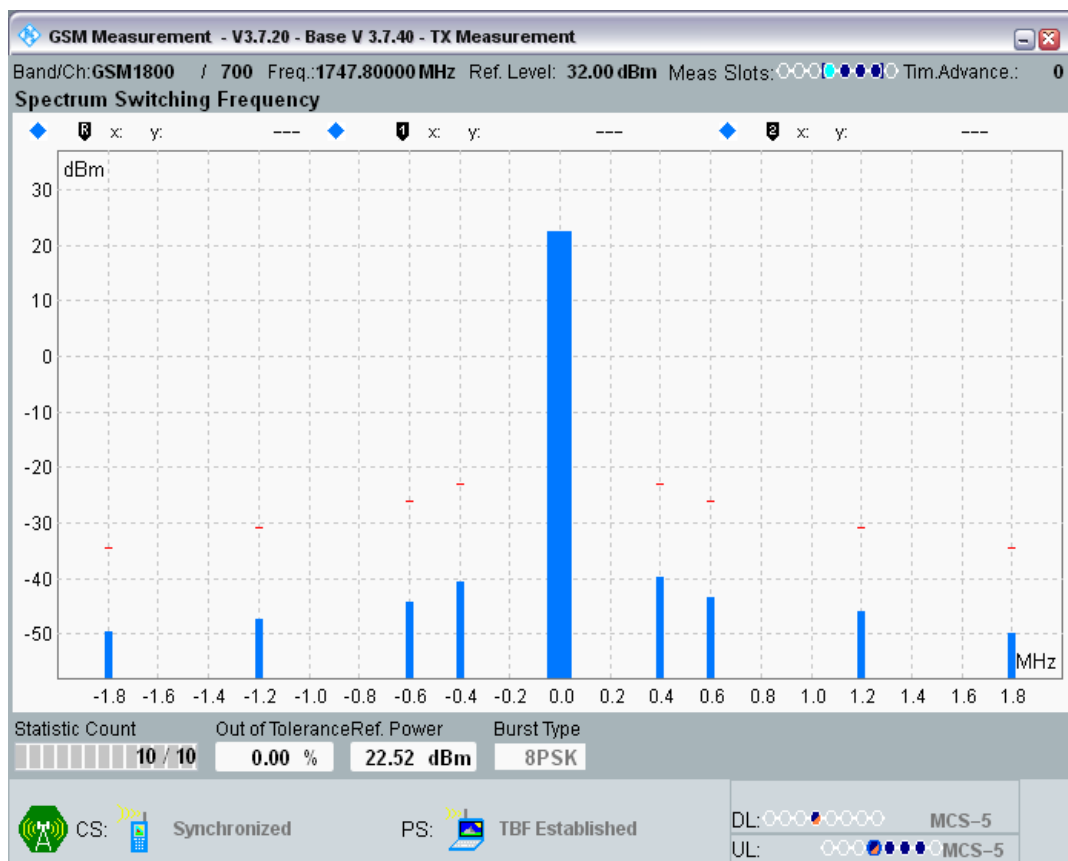 GSM Measurement - V3.7.20 - Base V 3.7.40 - TX Measurement
Band/Ch:GSM1800 / 700 Freq.:1747.80000 MHz Ref. Level: 32.00 dBm Meas Slots: Tim.Advance.: 0
Spectrum Switching Frequency
R x: y: --- 1 x: y: --- 2 x: y: ---
dBm
30
20
10
0
-10
-20
-30
-40
-50
MHz
-1.8 -1.6 -1.4 -1.2 -1.0 -0.8 -0.6 -0.4 -0.2 0.0 0.2 0.4 0.6 0.8 1.0 1.2 1.4 1.6 1.8
Statistic Count Out of Tolerance Ref. Power Burst Type
10 / 10 0.00 % 22.52 dBm 8PSK
CS: Synchronized PS: TBF Established DL: MCS-5
UL: MCS-5